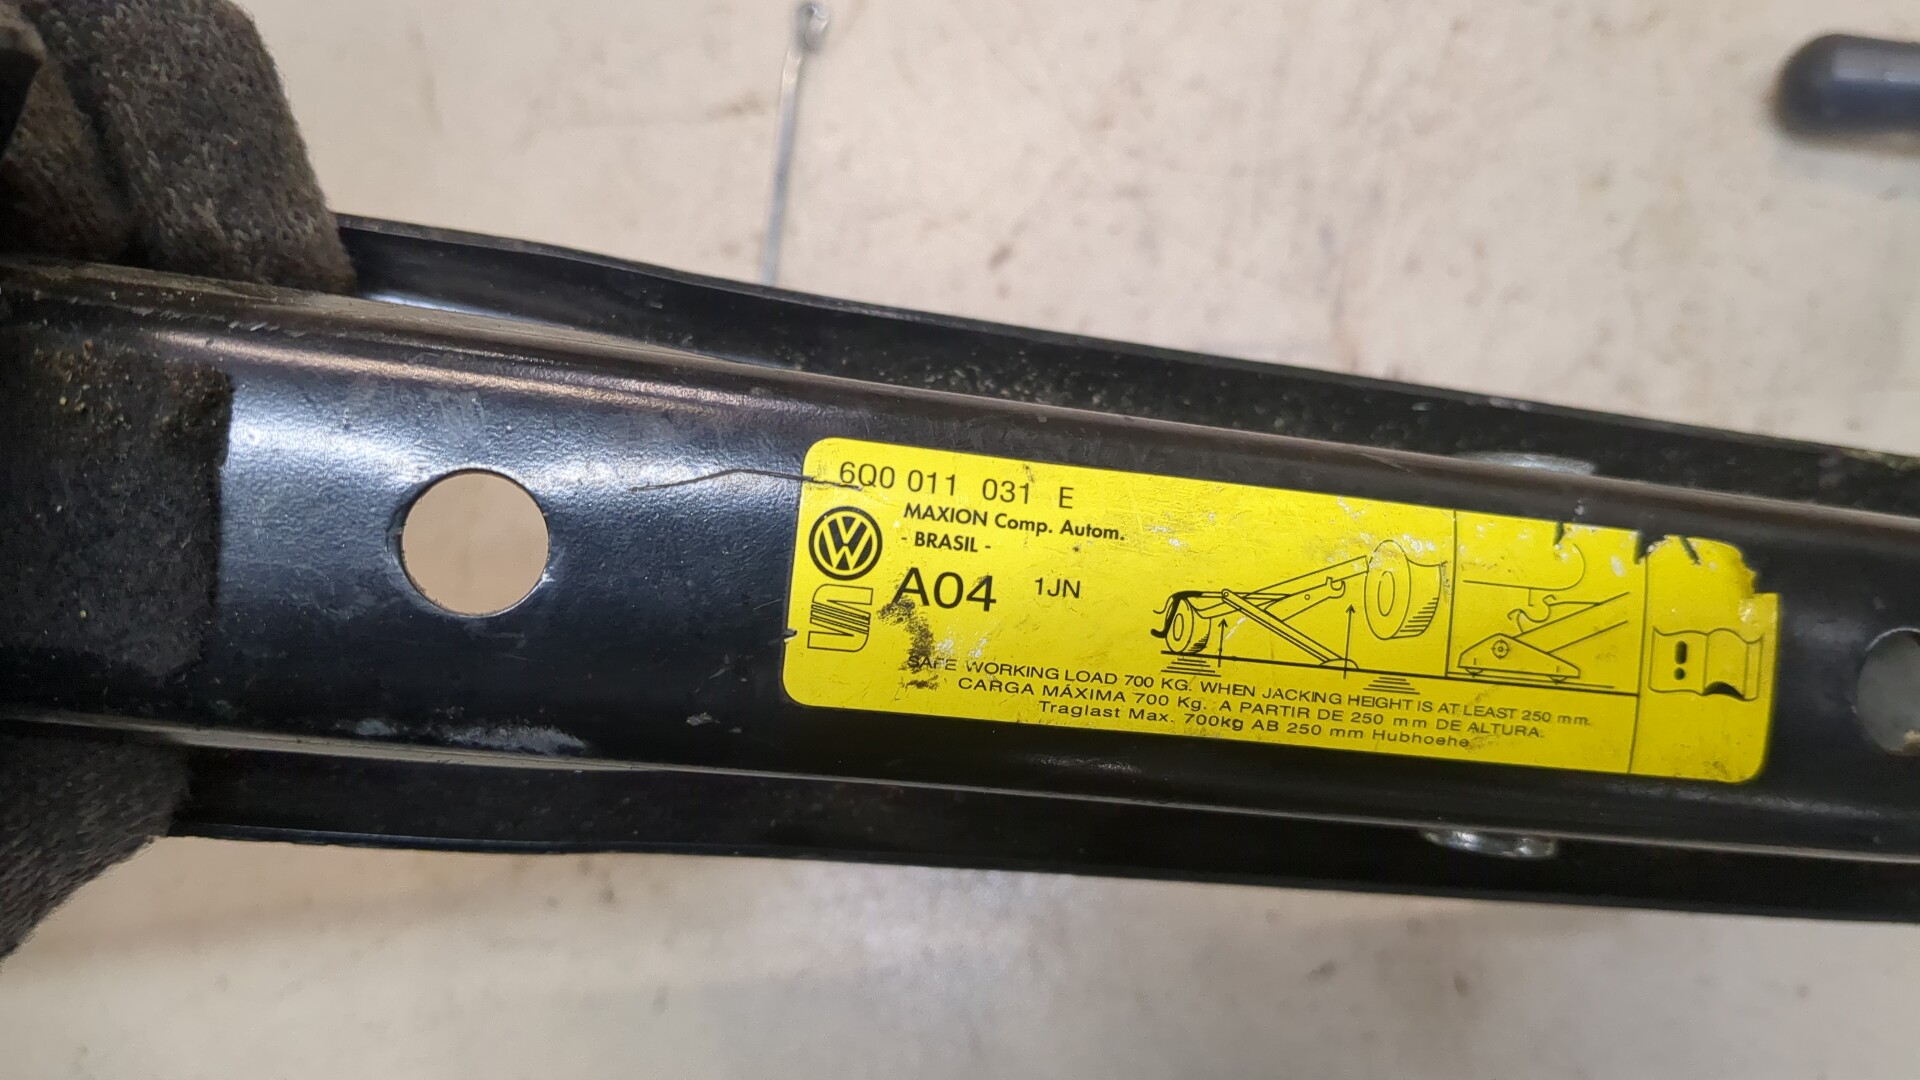 6Q0 011 031 E
MAXION Comp. Autom.
- BRASIL -
A04 1JN
SAFE WORKING LOAD 700 KG. WHEN JACKING HEIGHT IS AT LEAST 250 mm.
CARGA MÁXIMA 700 Kg. A PARTIR DE 250 mm DE ALTURA.
Traglast Max. 700kg AB 250 mm Hubhoehe